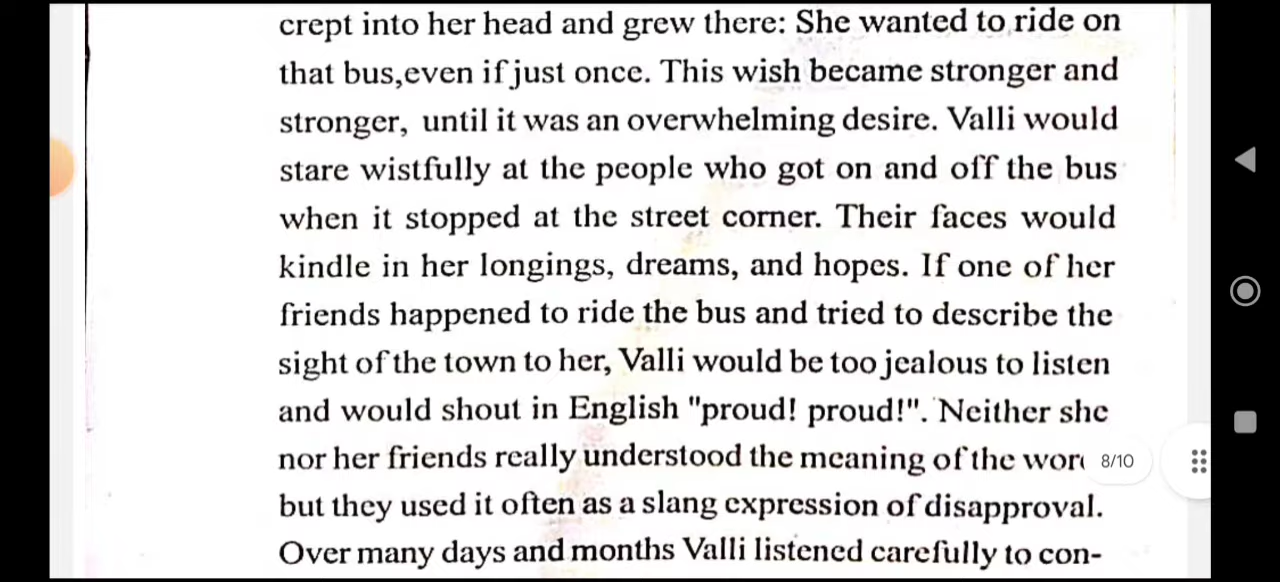 crept into her head and grew there: She wanted to ride on
that bus,even if just once. This wish became stronger and
stronger, until it was an overwhelming desire. Valli would
stare wistfully at the people who got on and off the bus
when it stopped at the street corner. Their faces would
kindle in her longings, dreams, and hopes. If one of her
friends happened to ride the bus and tried to describe the
sight of the town to her, Valli would be too jealous to listen
and would shout in English "proud! proud!". Neither she
nor her friends really understood the meaning of the
8/10
but they used it often as a slang expression of disapproval.
Over many days and months Valli listened carefully to con-